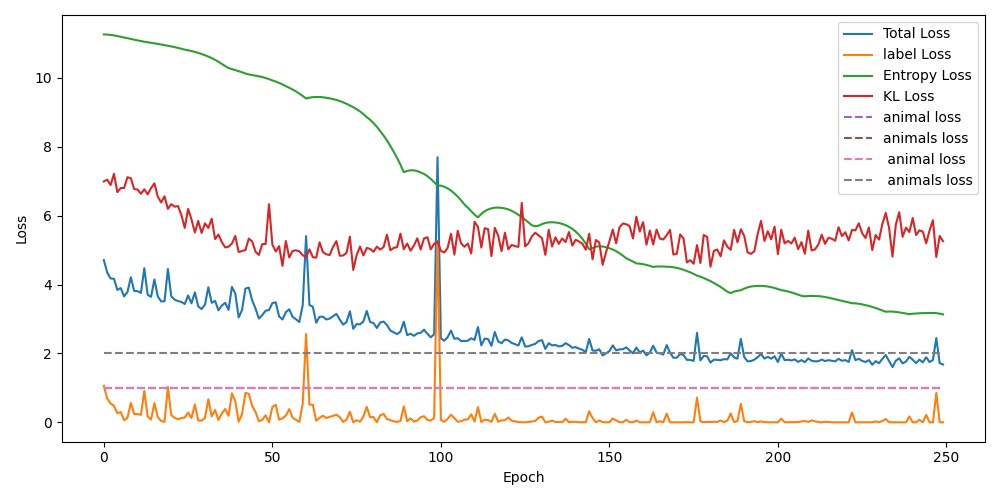 Total Loss
label Loss
Entropy Loss
KL Loss
animal loss
animals loss
animal loss
animals loss
Loss
10
8
6
4
2
0
0 50 100 150 200 250
Epoch